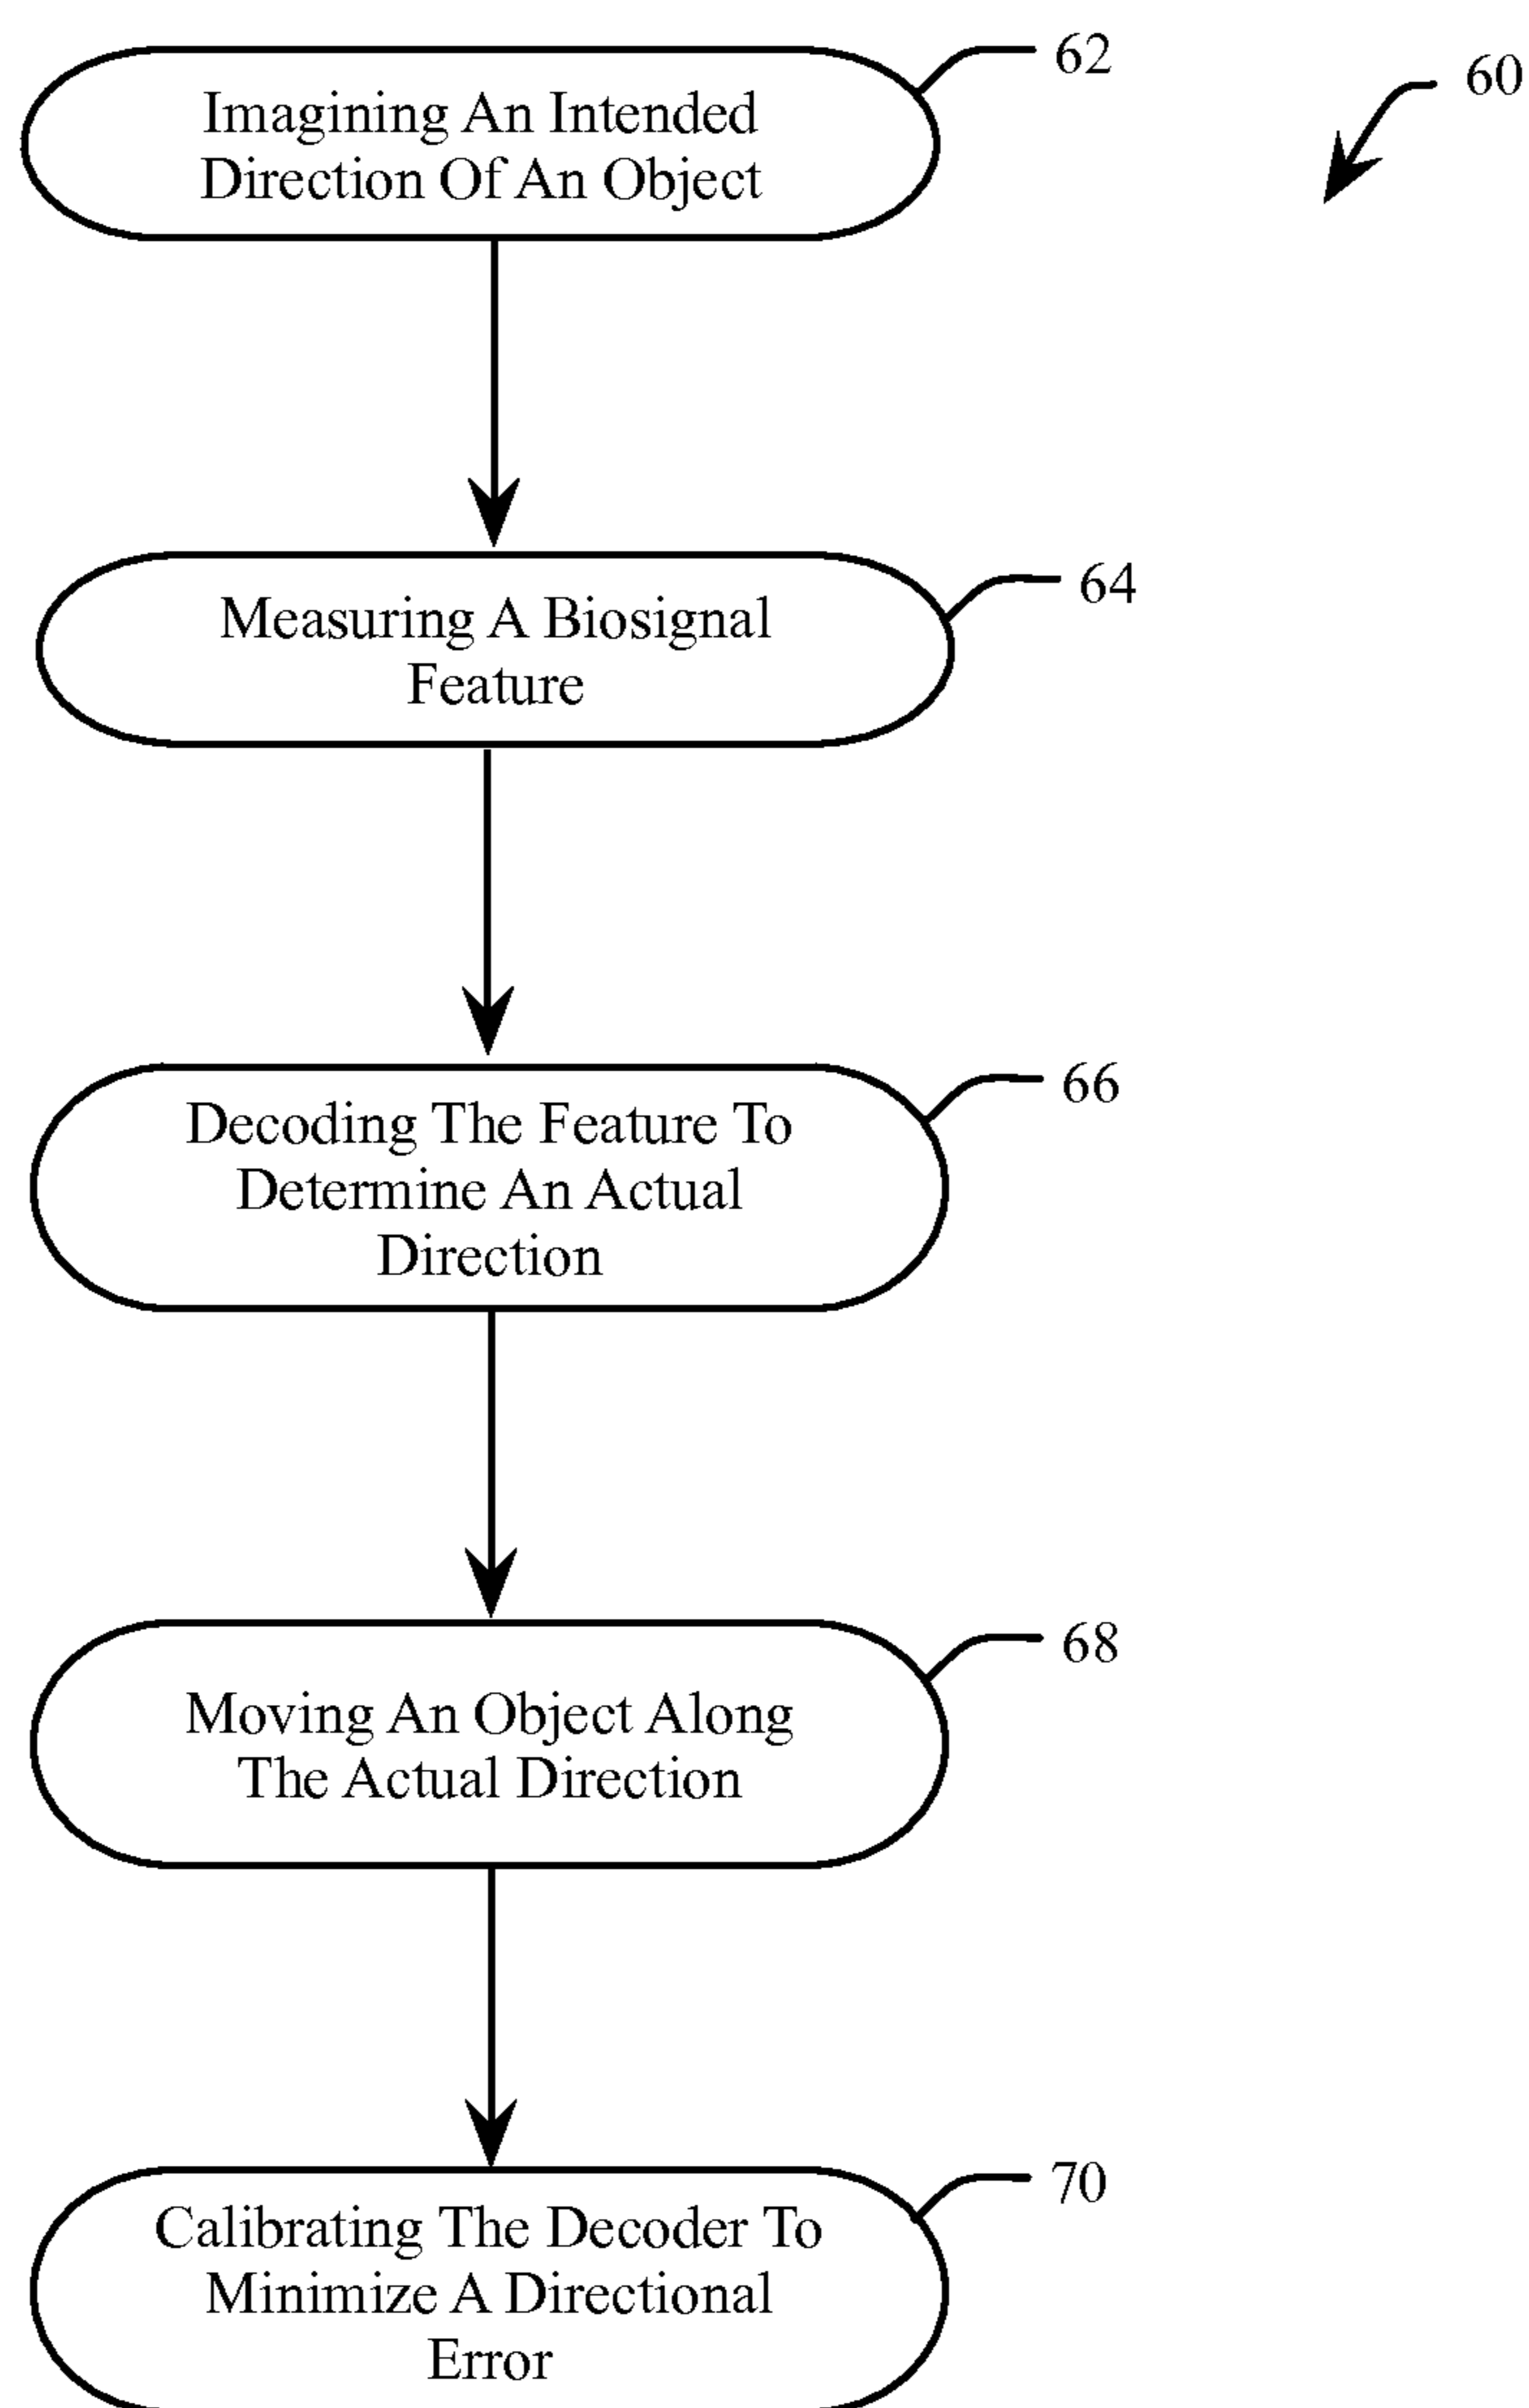 62
60
Imagining An Intended
Direction Of An Object
64
Measuring A Biosignal
Feature
66
Decoding The Feature To
Determine An Actual
Direction
68
Moving An Object Along
The Actual Direction
70
Calibrating The Decoder To
Minimize A Directional
Error